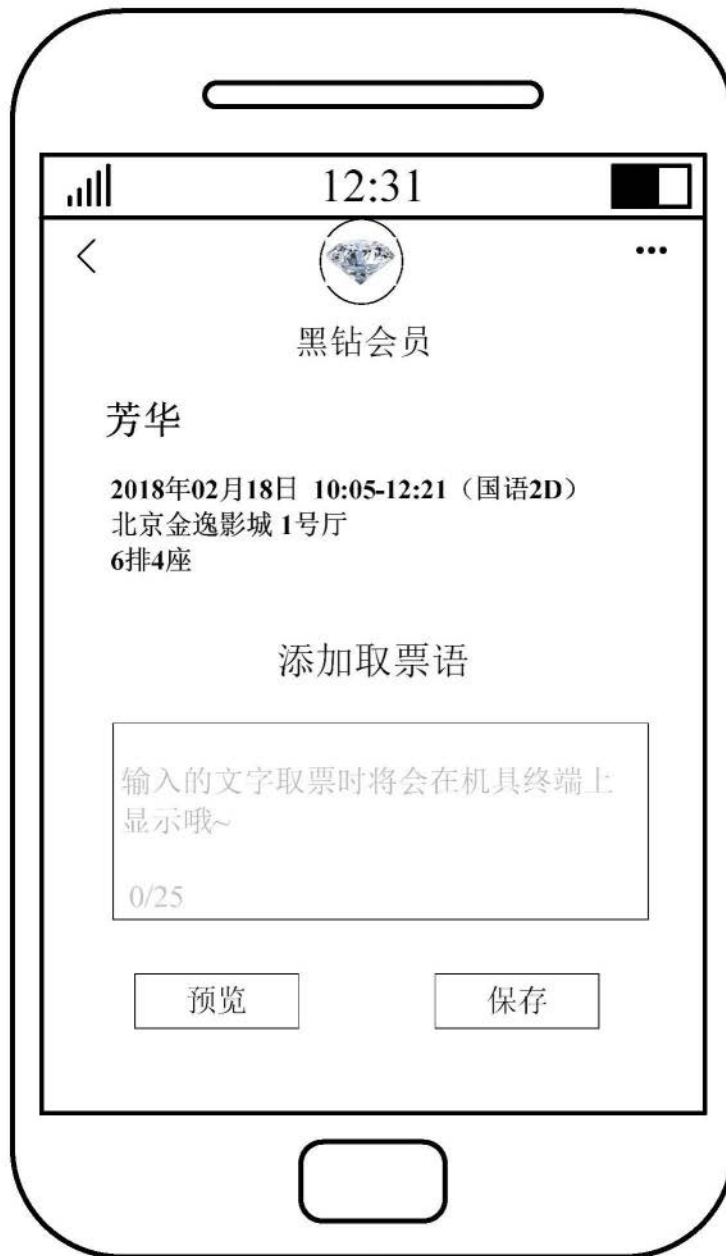 12:31
黑钻会员
芳华
2018年02月18日 10:05-12:21（国语2D）
北京金逸影城 1号厅
6排4座
添加取票语
输入的文字取票时将会在机具终端上
显示哦~
0/25
预览 保存